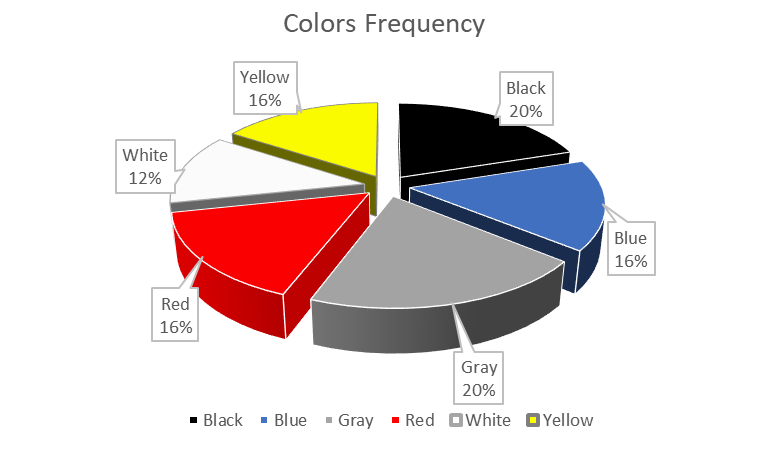 Colors Frequency
Yellow
16%
Black
20%
White
12%
Blue
16%
Red
16%
Gray
20%
Black Blue Gray Red White Yellow